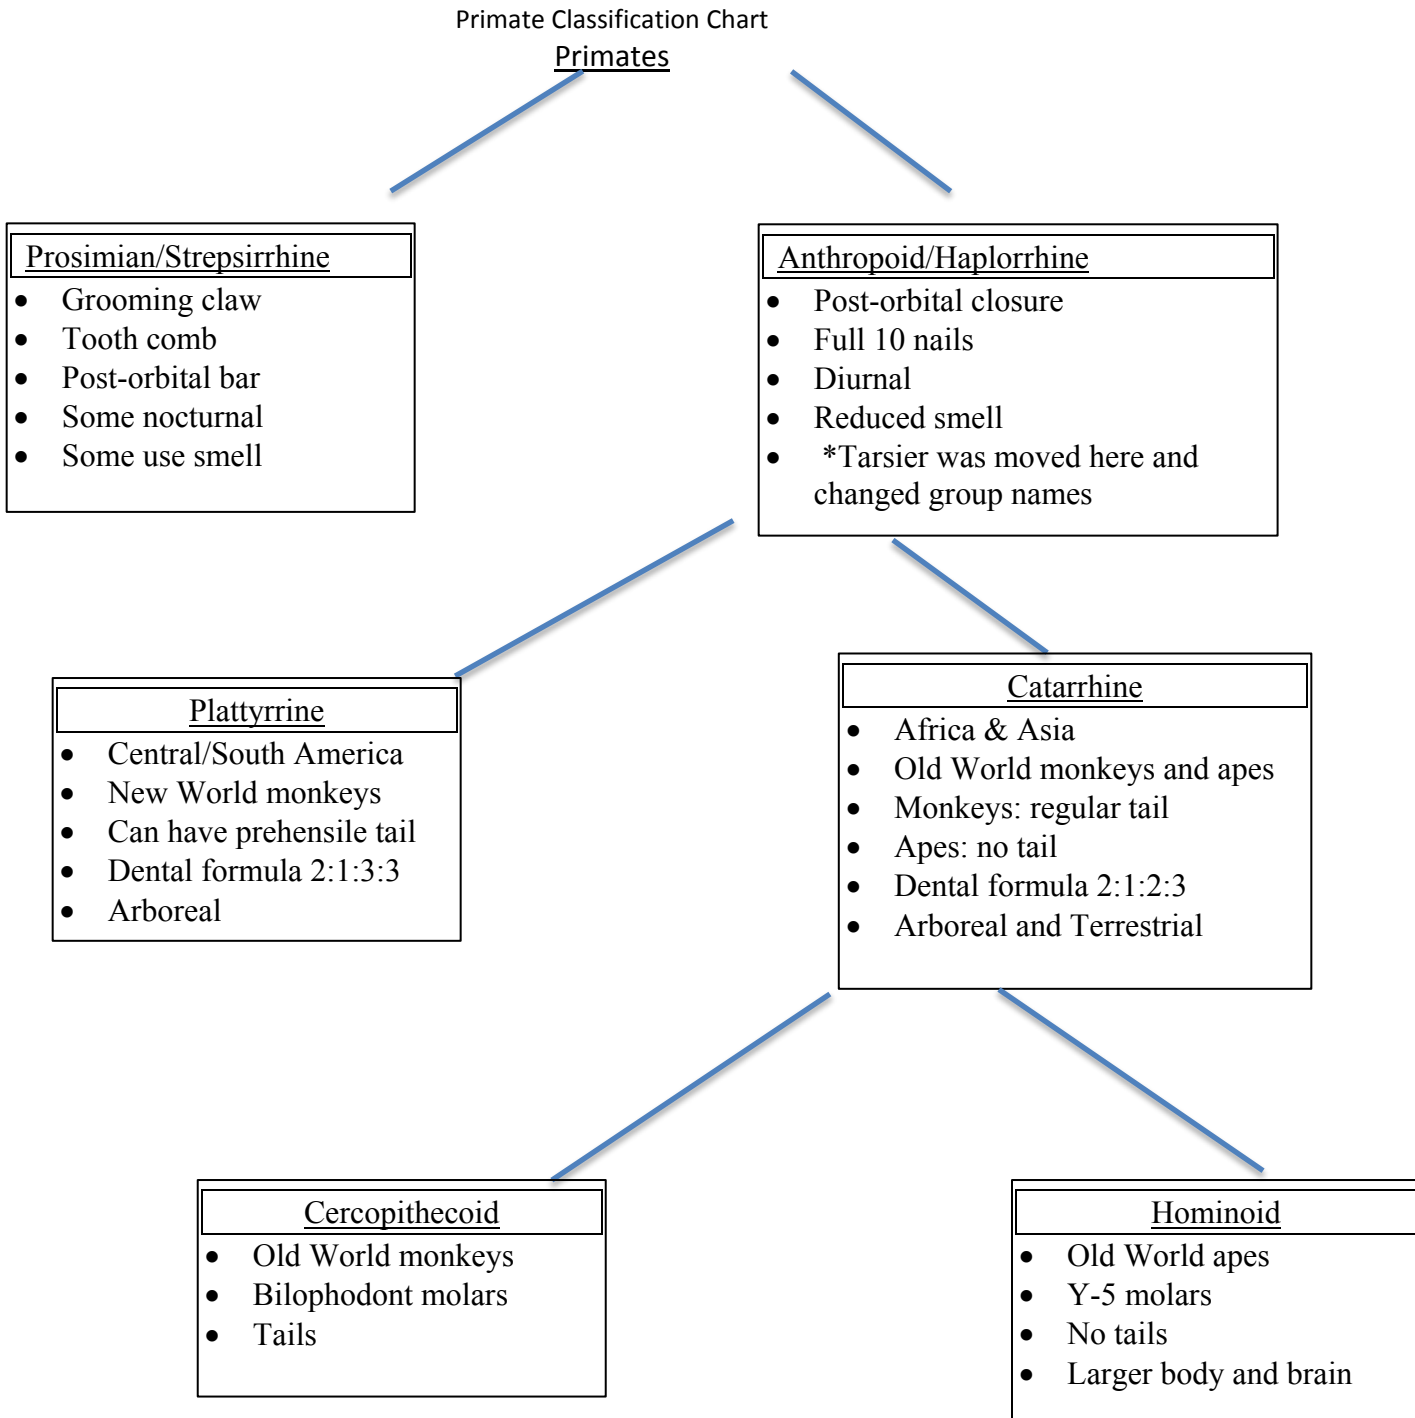 Primate Classification Chart
Primates
Prosimian/Strepsirrhine
• Grooming claw
• Tooth comb
• Post-orbital bar
• Some nocturnal
• Some use smell
Anthropoid/Haplorrhine
• Post-orbital closure
• Full 10 nails
• Diurnal
• Reduced smell
• *Tarsier was moved here and
changed group names
Plattyrrine
• Central/South America
• New World monkeys
• Can have prehensile tail
• Dental formula 2:1:3:3
• Arboreal
Catarrhine
• Africa & Asia
• Old World monkeys and apes
• Monkeys: regular tail
• Apes: no tail
• Dental formula 2:1:2:3
• Arboreal and Terrestrial
Cercopithecoid
• Old World monkeys
• Bilophodont molars
• Tails
Hominoid
• Old World apes
• Y-5 molars
• No tails
• Larger body and brain